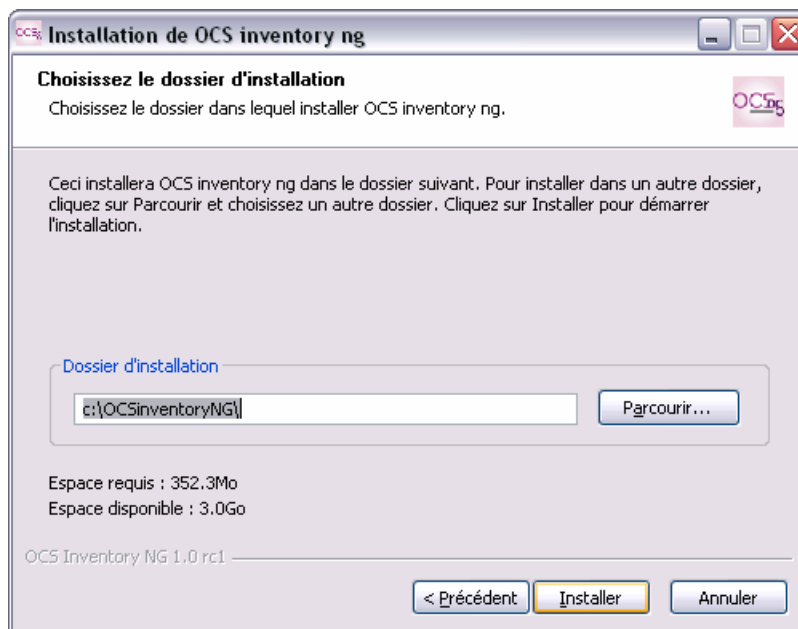 Installation de OCS inventory ng
Choisissez le dossier d'installation
Choisissez le dossier dans lequel installer OCS inventory ng.
Ceci installera OCS inventory ng dans le dossier suivant. Pour installer dans un autre dossier,
cliquez sur Parcourir et choisissez un autre dossier. Cliquez sur Installer pour démarrer
l'installation.
Dossier d'installation
c:\OCSinventoryNG\
Parcourir...
Espace requis : 352.3Mo
Espace disponible : 3.0Go
OCS Inventory NG 1.0 rc1
< Précédent
Installer
Annuler